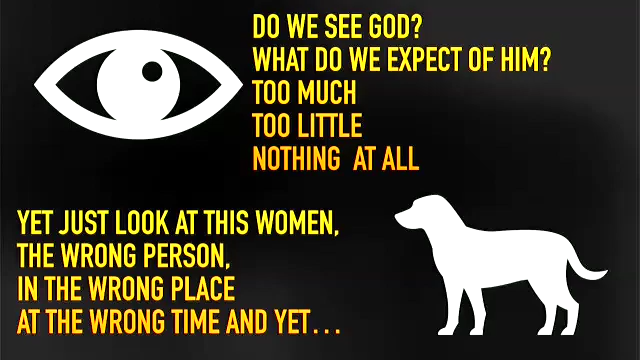 DO WE SEE GOD?
WHAT DO WE EXPECT OF HIM?
TOO MUCH
TOO LITTLE
NOTHING AT ALL
YET JUST LOOK AT THIS WOMEN,
THE WRONG PERSON,
IN THE WRONG PLACE
AT THE WRONG TIME AND YET...